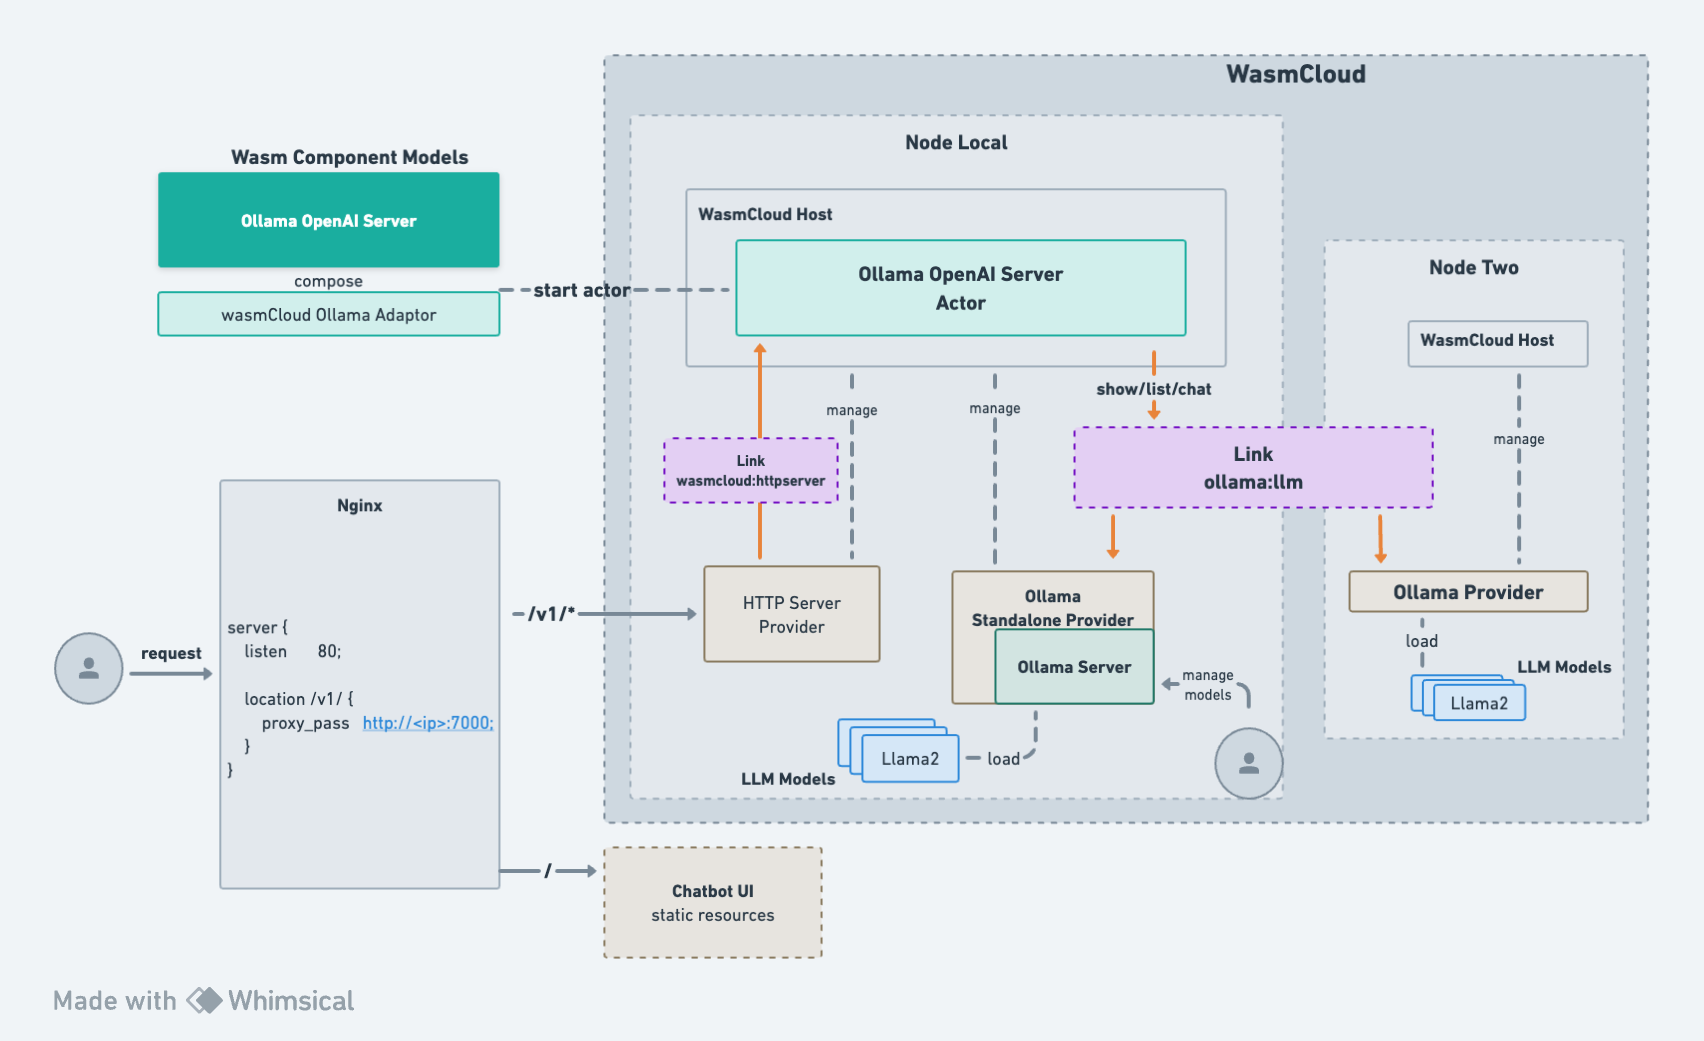 WasmCloud
Node Local
Wasm Component Models
Ollama OpenAI Server
compose
wasmCloud Ollama Adaptor
start actor
WasmCloud Host
Ollama OpenAI Server
Actor
Node Two
WasmCloud Host
manage
manage
show/list/chat
manage
Link
wasmcloud:httpserver
Link
ollama:llm
Nginx
server {
listen 80;
location /v1/ {
proxy_pass http://<ip>:7000;
}
}
request
/v1/*
HTTP Server
Provider
Ollama
Standalone Provider
Ollama Server
manage
models
Ollama Provider
load
LLM Models
Llama2
Llama2
load
LLM Models
/
Chatbot UI
static resources
Made with Whimsical